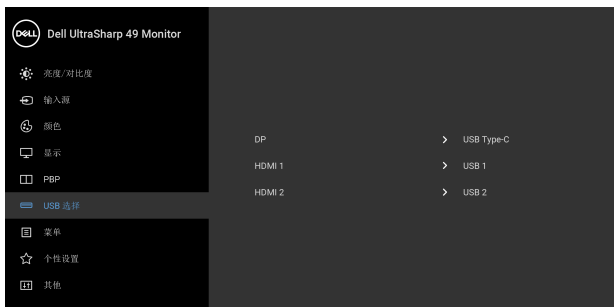 DELL Dell UltraSharp 49 Monitor
亮度/对比度
输入源
颜色
显示
PBP
USB 选择
菜单
个性设置
其他
DP USB Type-C
HDMI 1 USB 1
HDMI 2 USB 2